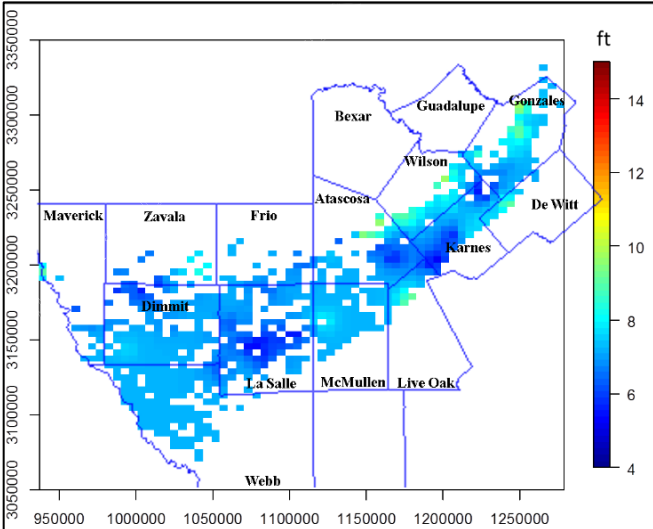 ft
3350000
3300000
3250000
3200000
3150000
3100000
3050000
Bexar
Guadalupe
Gonzales
Wilson
Atascosa
De Witt
Maverick
Zavala
Frio
Karnes
Dimmit
La Salle
McMullen
Live Oak
Webb
950000
1000000
1050000
1100000
1150000
1200000
1250000
14
12
10
8
6
4